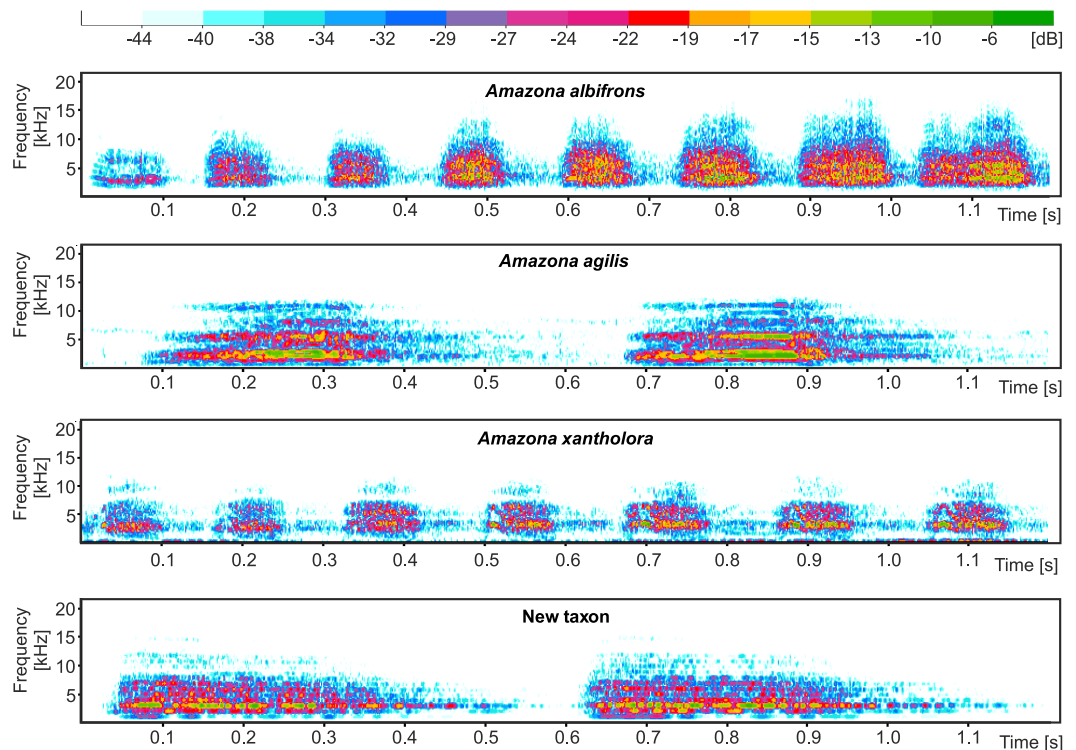 -44 -40 -38 -34 -32 -29 -27 -24 -22 -19 -17 -15 -13 -10 -6 [dB]
Amazona albifrons
Frequency
[kHz]
20
15
10
5
0.1 0.2 0.3 0.4 0.5 0.6 0.7 0.8 0.9 1.0 1.1 Time [s]
Amazona agilis
Frequency
[kHz]
20
15
10
5
0.1 0.2 0.3 0.4 0.5 0.6 0.7 0.8 0.9 1.0 1.1 Time [s]
Amazona xantholora
Frequency
[kHz]
20
15
10
5
0.1 0.2 0.3 0.4 0.5 0.6 0.7 0.8 0.9 1.0 1.1 Time [s]
New taxon
Frequency
[kHz]
20
15
10
5
0.1 0.2 0.3 0.4 0.5 0.6 0.7 0.8 0.9 1.0 1.1 Time [s]